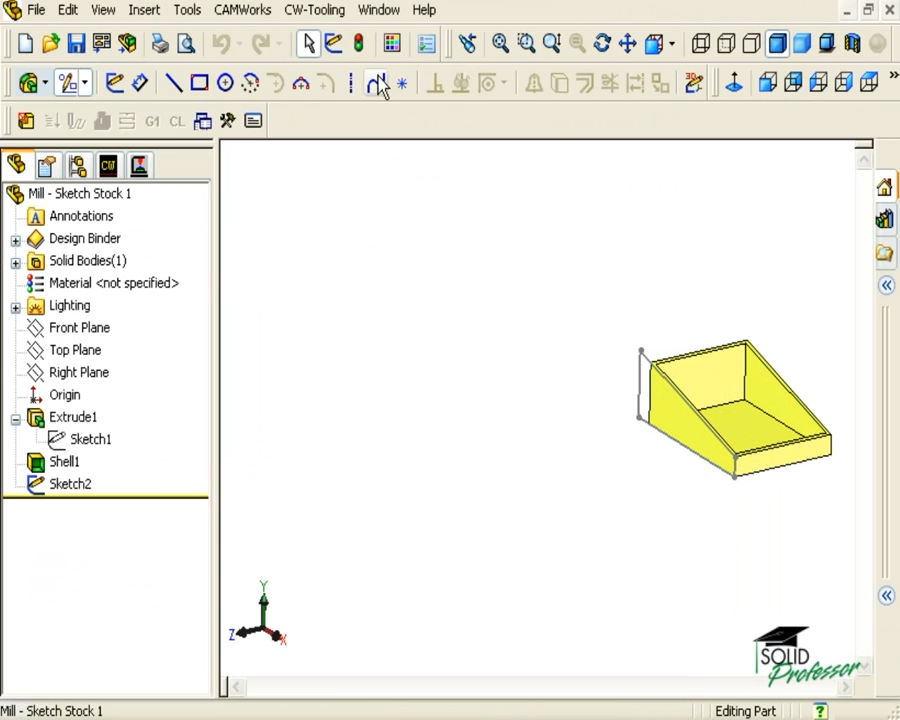 File Edit View Insert Tools CAMWorks CW-Tooling Window Help
G1 CL
CW
Mill - Sketch Stock 1
A Annotations
Design Binder
Solid Bodies(1)
Material <not specified>
Lighting
Front Plane
Top Plane
Right Plane
Origin
Extrude1
Sketch1
Shell1
Sketch2
Y
Z X
SOLID
Professor
Mill - Sketch Stock 1 Editing Part ?